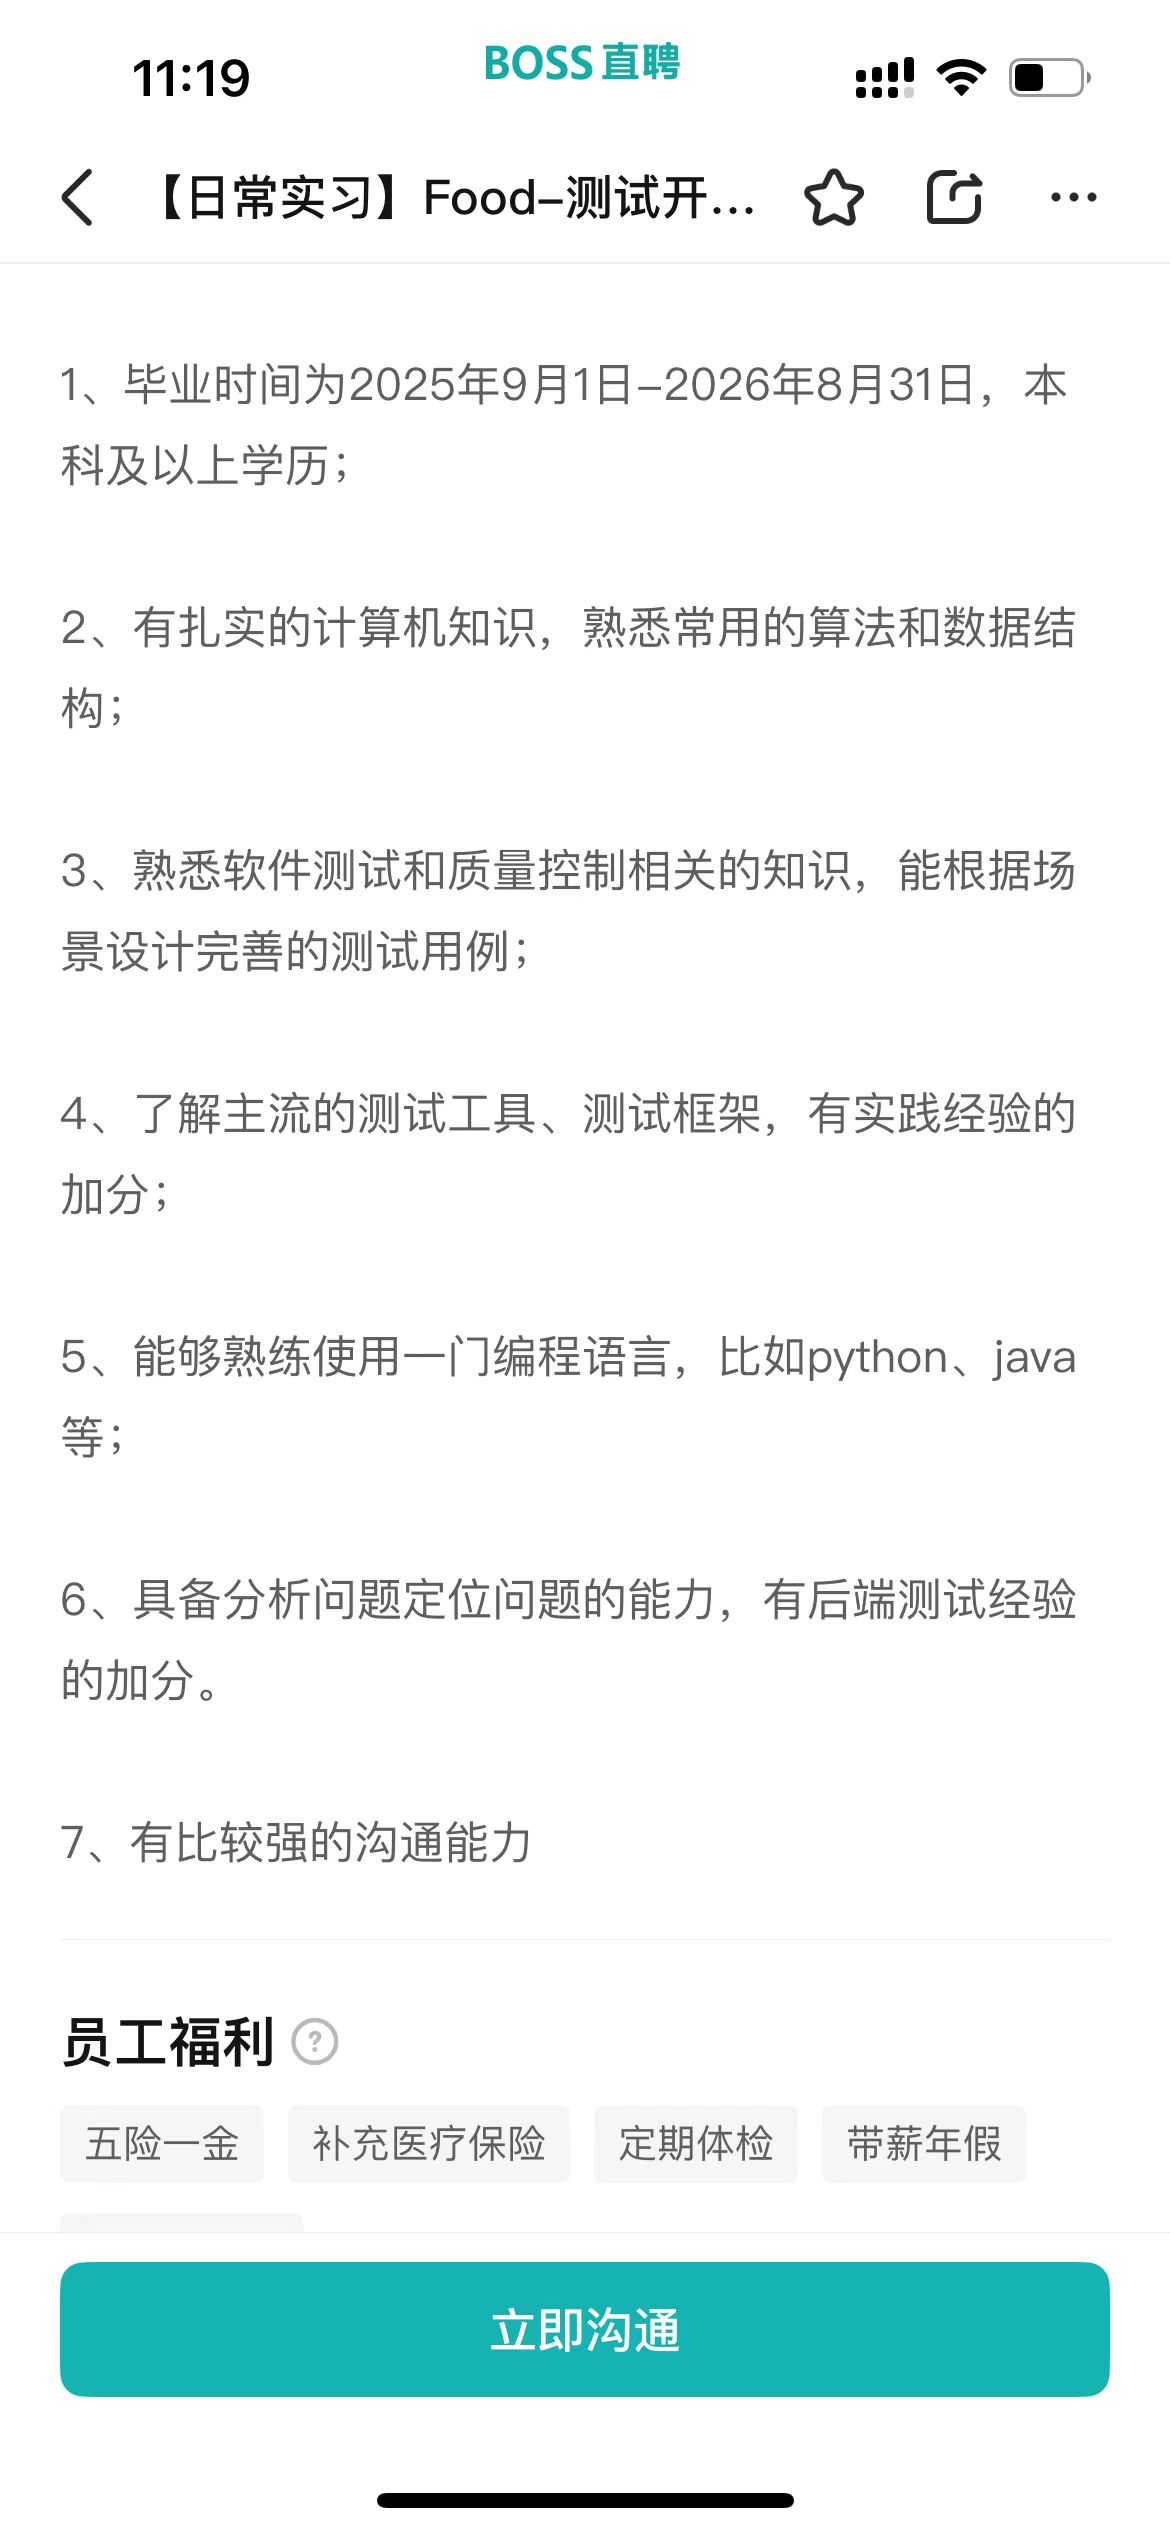 11:19
BOSS直聘
【日常实习】Food-测试开...
1、毕业时间为2025年9月1日-2026年8月31日，本
科及以上学历；
2、有扎实的计算机知识，熟悉常用的算法和数据结
构；
3、熟悉软件测试和质量控制相关的知识，能根据场
景设计完善的测试用例；
4、了解主流的测试工具、测试框架，有实践经验的
加分；
5、能够熟练使用一门编程语言，比如python、java
等；
6、具备分析问题定位问题的能力，有后端测试经验
的加分。
7、有比较强的沟通能力
员工福利 ?
五险一金 补充医疗保险 定期体检 带薪年假
立即沟通